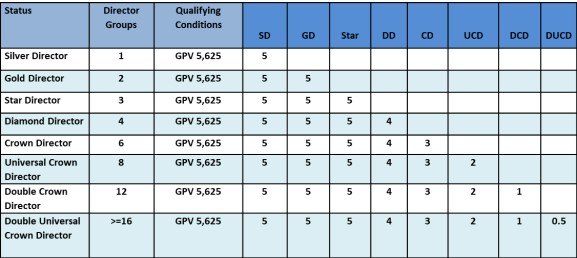 Status Director Groups Qualifying Conditions SD GD Star DD CD UCD DCD DUCD
Silver Director 1 GPV 5,625 5
Gold Director 2 GPV 5,625 5 5
Star Director 3 GPV 5,625 5 5 5
Diamond Director 4 GPV 5,625 5 5 5 4
Crown Director 6 GPV 5,625 5 5 5 4 3
Universal Crown Director 8 GPV 5,625 5 5 5 4 3 2
Double Crown Director 12 GPV 5,625 5 5 5 4 3 2 1
Double Universal Crown Director >=16 GPV 5,625 5 5 5 4 3 2 1 0.5